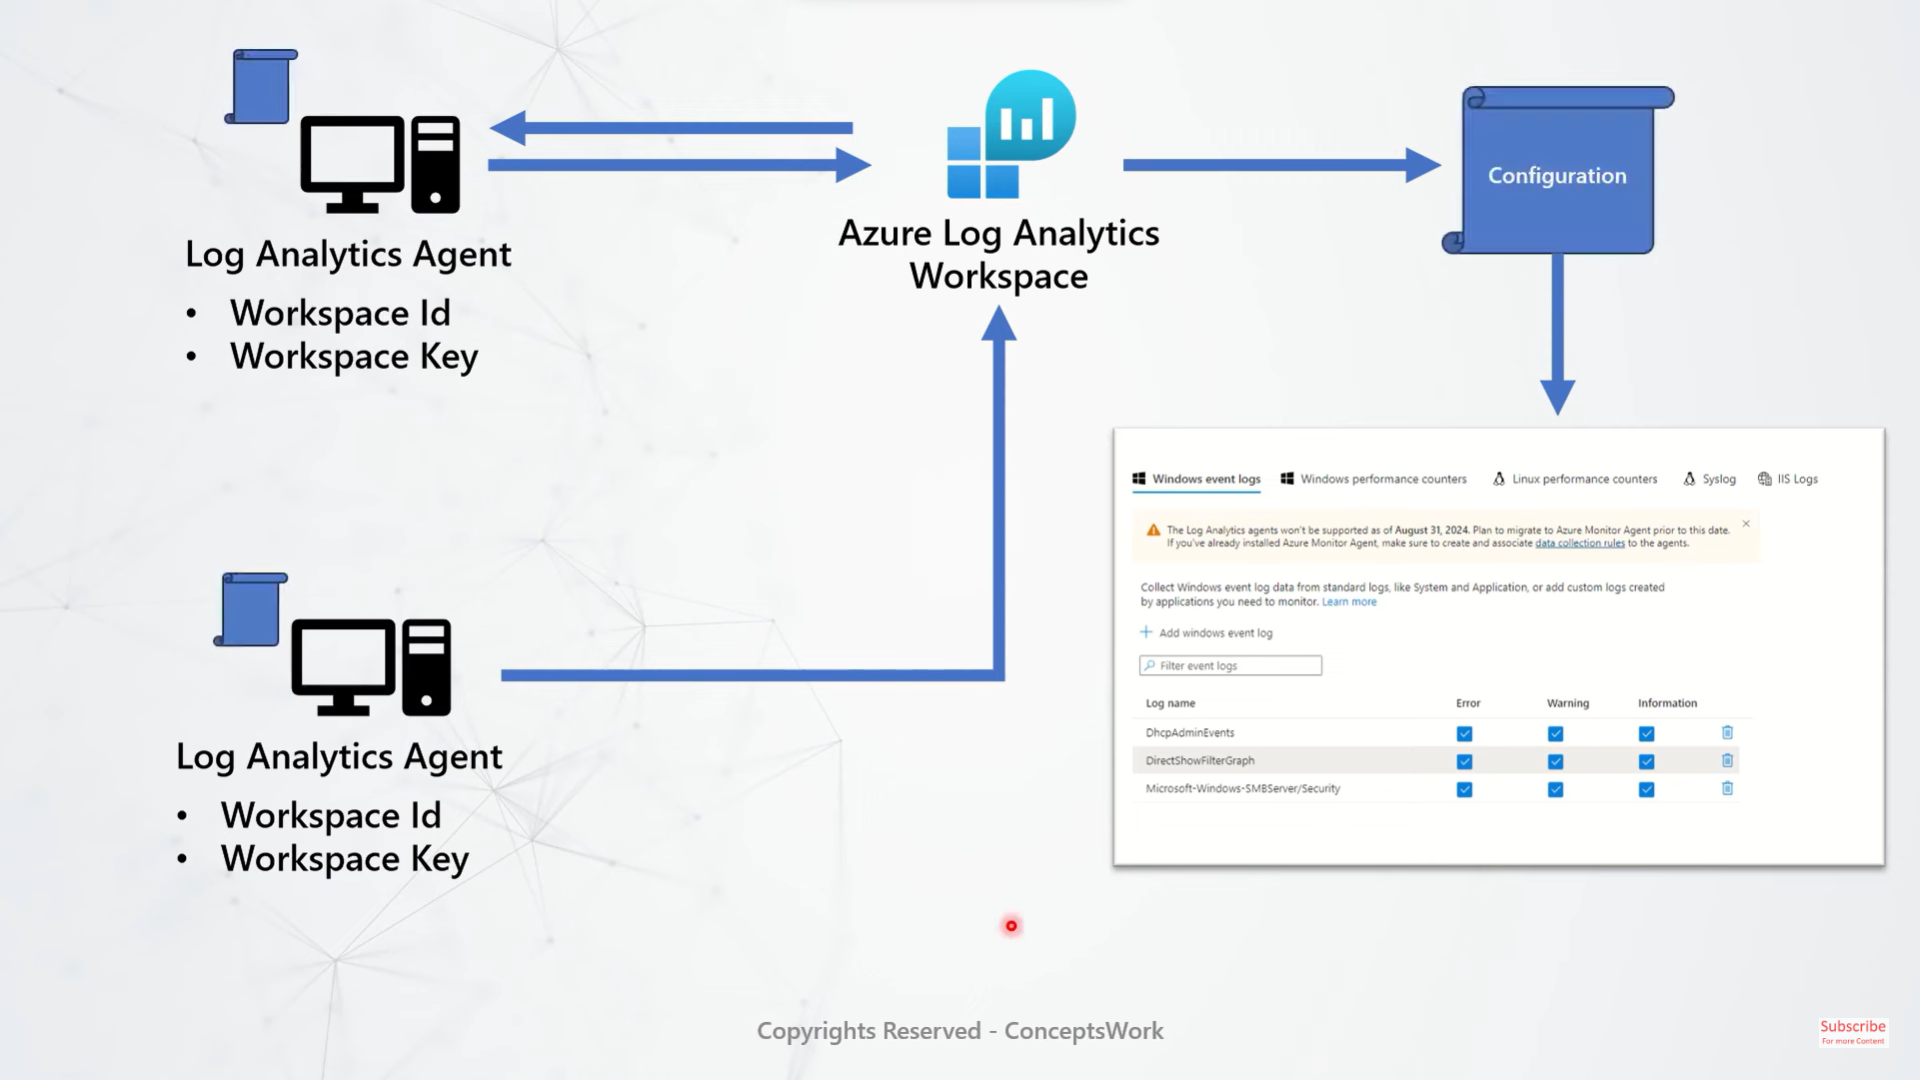 Configuration
Azure Log Analytics
Workspace
Log Analytics Agent
• Workspace Id
• Workspace Key
Windows event logs Windows performance counters Linux performance counters Syslog IIS Logs
The Log Analytics agents won't be supported as of August 31, 2024. Plan to migrate to Azure Monitor Agent prior to this date.
If you've already installed Azure Monitor Agent, make sure to create and associate data collection rules to the agents.
Collect Windows event log data from standard logs, like System and Application, or add custom logs created
by applications you need to monitor. Learn more
Add windows event log
Filter event logs
Log name Error Warning Information
DhcpAdminEvents
DirectShowFilterGraph
Microsoft-Windows-SMBServer/Security
Log Analytics Agent
• Workspace Id
• Workspace Key
Copyrights Reserved - ConceptsWork
Subscribe
For more Content